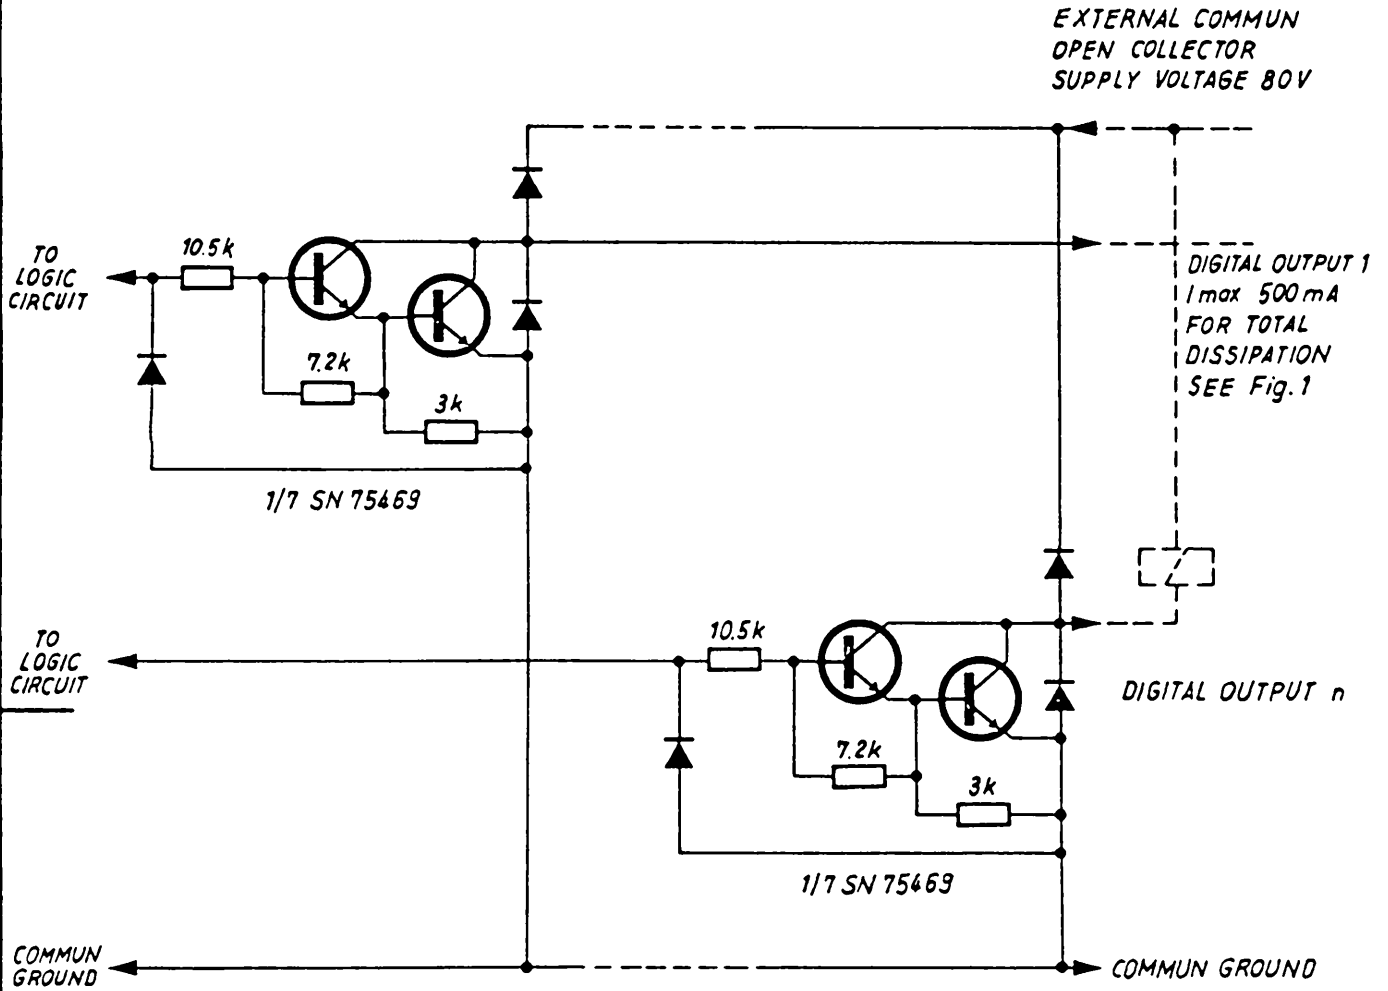 EXTERNAL COMMUN
OPEN COLLECTOR
SUPPLY VOLTAGE 80V
TO
LOGIC
CIRCUIT
10.5k
7.2k
3k
1/7 SN 75469
DIGITAL OUTPUT 1
I max 500mA
FOR TOTAL
DISSIPATION
SEE Fig.1
TO
LOGIC
CIRCUIT
10.5k
7.2k
3k
1/7 SN 75469
DIGITAL OUTPUT n
COMMUN
GROUND
COMMUN GROUND